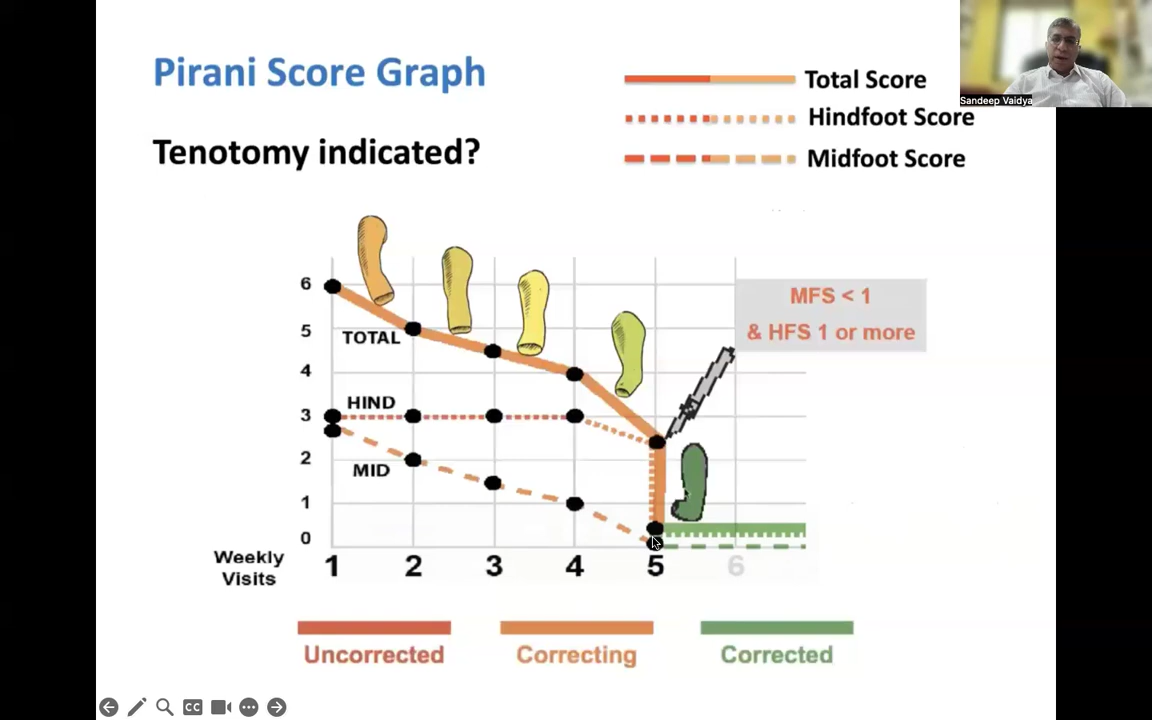 Pirani Score Graph
Tenotomy indicated?
Total Score
Hindfoot Score
Midfoot Score
Sandeep Vaidya
MFS < 1
& HFS 1 or more
6
5
4
3
2
1
0
TOTAL
HIND
MID
Weekly
Visits
1 2 3 4 5 6
Uncorrected Correcting Corrected
CC